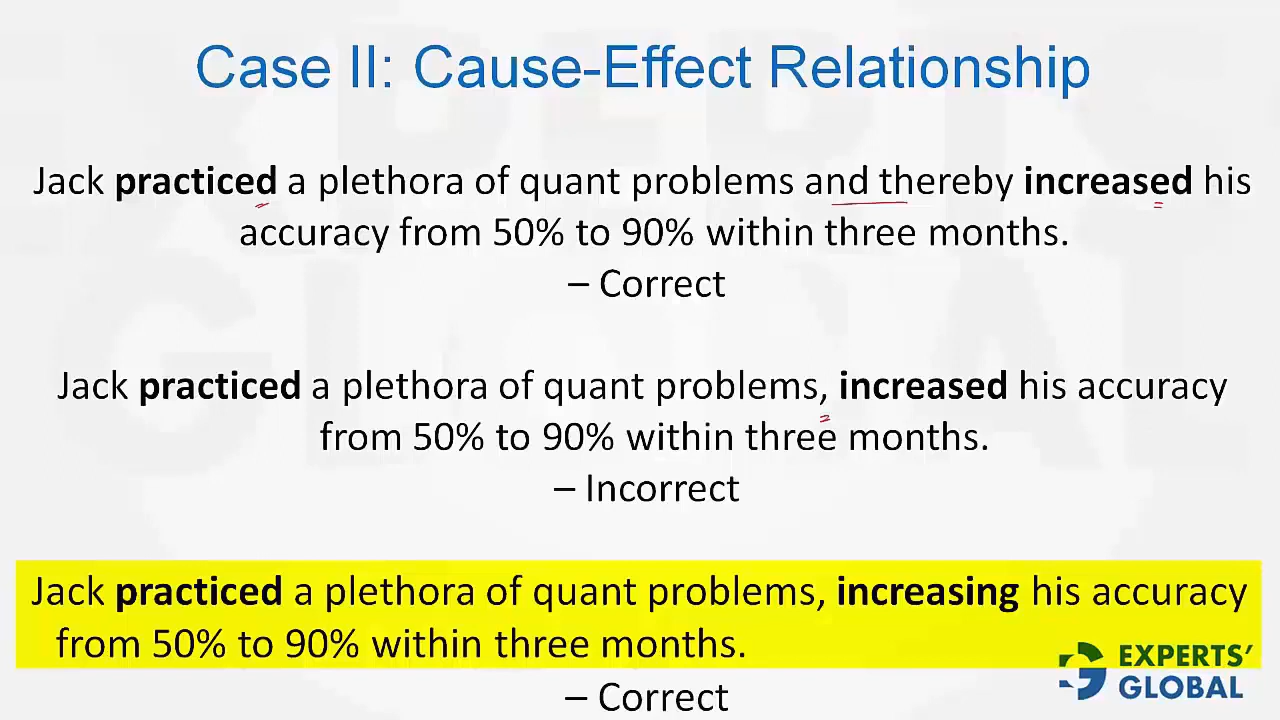 Case II: Cause-Effect Relationship
Jack practiced a plethora of quant problems and thereby increased his
accuracy from 50% to 90% within three months.
– Correct
Jack practiced a plethora of quant problems, increased his accuracy
from 50% to 90% within three months.
– Incorrect
Jack practiced a plethora of quant problems, increasing his accuracy
from 50% to 90% within three months.
– Correct
EXPERTS'
GLOBAL